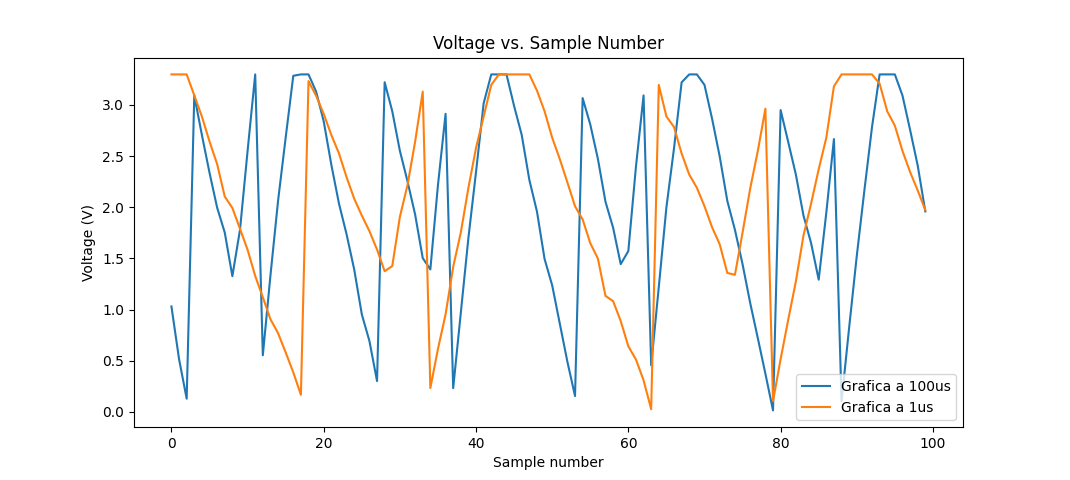 Voltage vs. Sample Number
Voltage (V)
3.0
2.5
2.0
1.5
1.0
0.5
0.0
Grafica a 100us
Grafica a 1us
0 20 40 60 80 100
Sample number